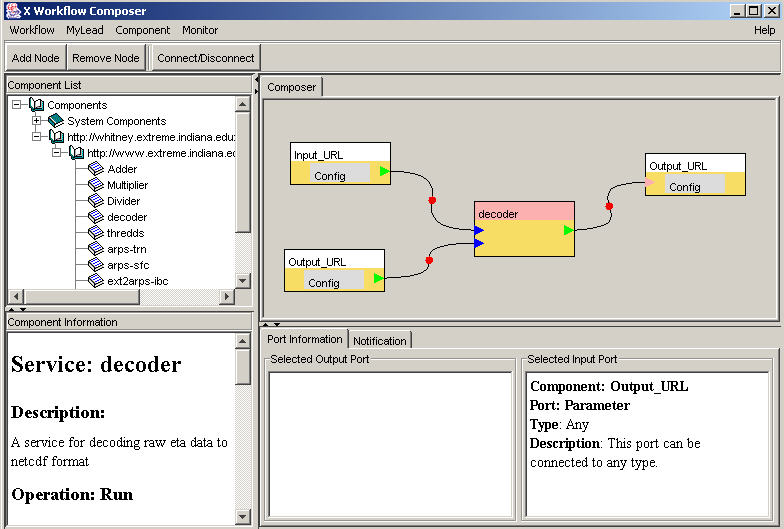 X Workflow Composer
Workflow MyLead Component Monitor Help
Add Node Remove Node Connect/Disconnect
Component List
Components
System Components
http://whitney.extreme.indiana.edu:
http://www.extreme.indiana.ec
Adder
Multiplier
Divider
decoder
thredds
arps-trn
arps-sfc
ext2arps-ibc
Component Information
Service: decoder
Description:
A service for decoding raw eta data to
netcdf format
Operation: Run
Composer
Input_URL
Config
Output_URL
Config
decoder
Output_URL
Config
Port Information Notification
Selected Output Port
Selected Input Port
Component: Output_URL
Port: Parameter
Type: Any
Description: This port can be
connected to any type.